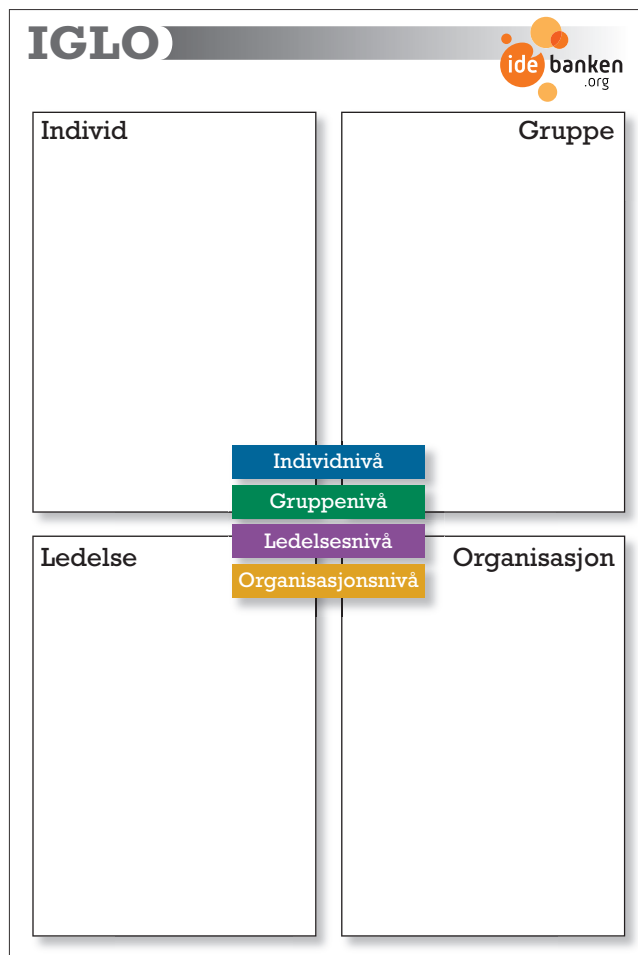 IGLO
ide banken
.org
Individ
Gruppe
Individnivå
Gruppenivå
Ledelsesnivå
Organisasjonsnivå
Ledelse
Organisasjon